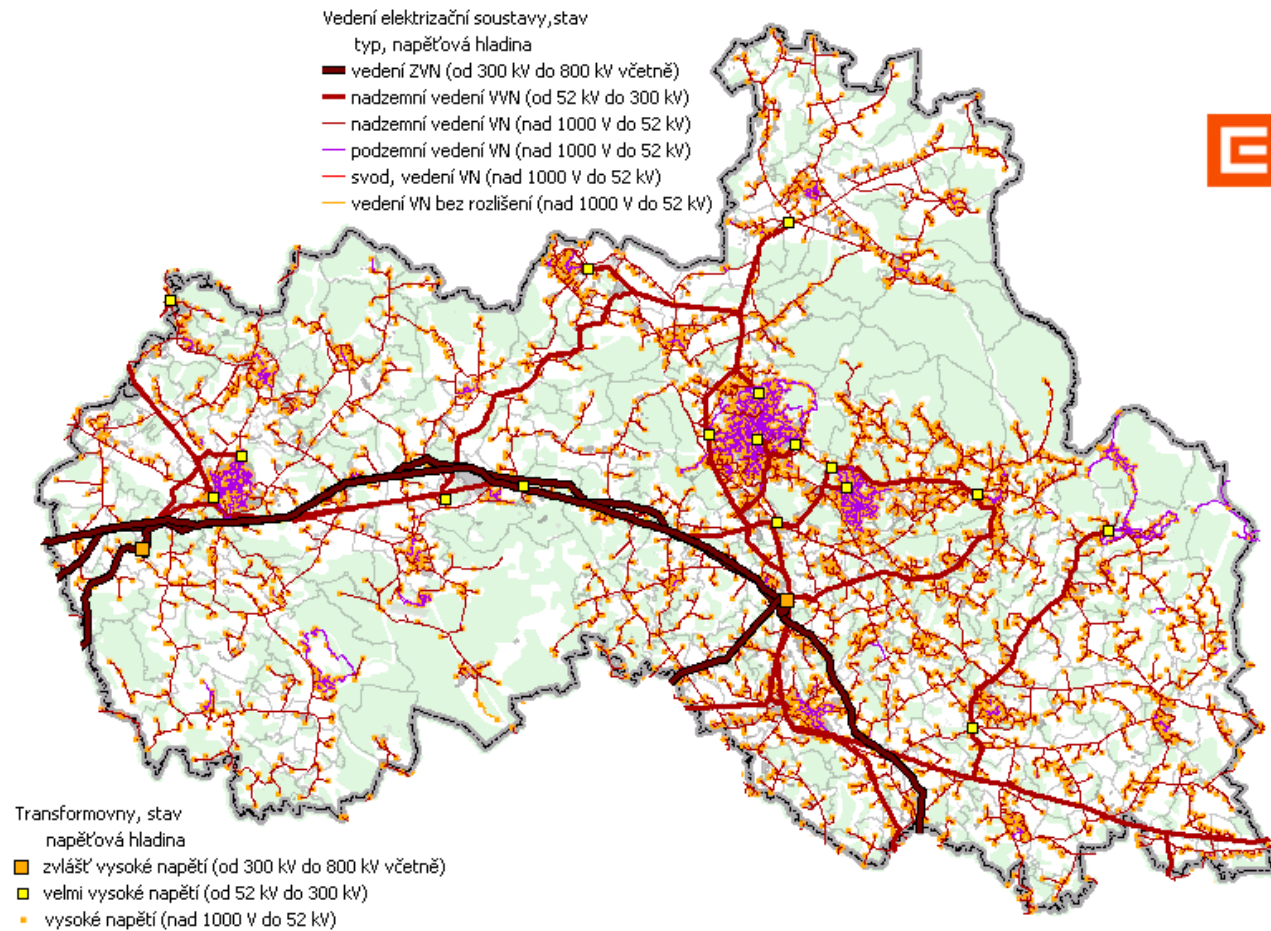 Vedení elektrizační soustavy,stav
typ, napěťová hladina
vedení ZVN (od 300 kV do 800 kV včetně)
nadzemní vedení VVN (od 52 kV do 300 kV)
nadzemní vedení VN (nad 1000 V do 52 kV)
podzemní vedení VN (nad 1000 V do 52 kV)
svod, vedení VN (nad 1000 V do 52 kV)
vedení VN bez rozlišení (nad 1000 V do 52 kV)
Transformovny, stav
napěťová hladina
zvlášť vysoké napětí (od 300 kV do 800 kV včetně)
velmi vysoké napětí (od 52 kV do 300 kV)
vysoké napětí (nad 1000 V do 52 kV)